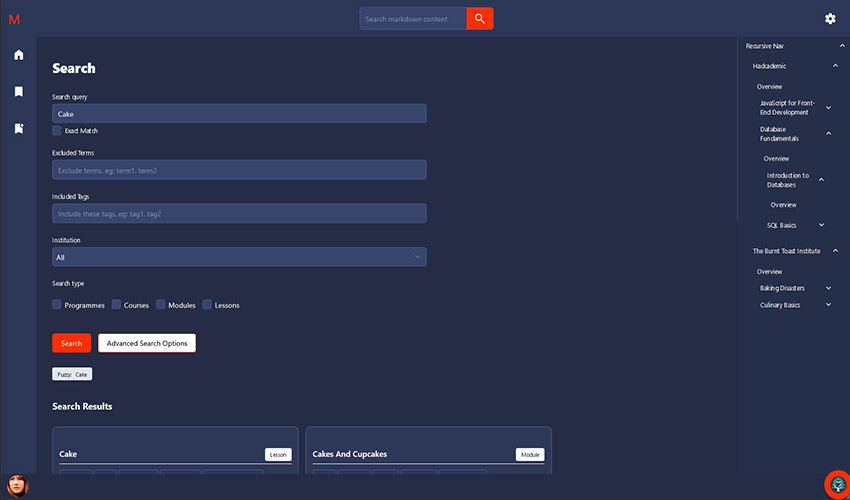 M
Search markdown content
Search
Search query
Cake
Exact Match
Excluded Terms
Exclude terms, eg: term1, term2
Included Tags
Include these tags, eg: tag1, tag2
Institution
All
Search type
Programmes
Courses
Modules
Lessons
Search
Advanced Search Options
Fuzzy: Cake
Search Results
Cake
Lesson
Cakes And Cupcakes
Module
Recursive Nav
Hackademic
Overview
JavaScript for Front-
End Development
Database
Fundamentals
Overview
Introduction to
Databases
Overview
SQL Basics
The Burnt Toast Institute
Overview
Baking Disasters
Culinary Basics